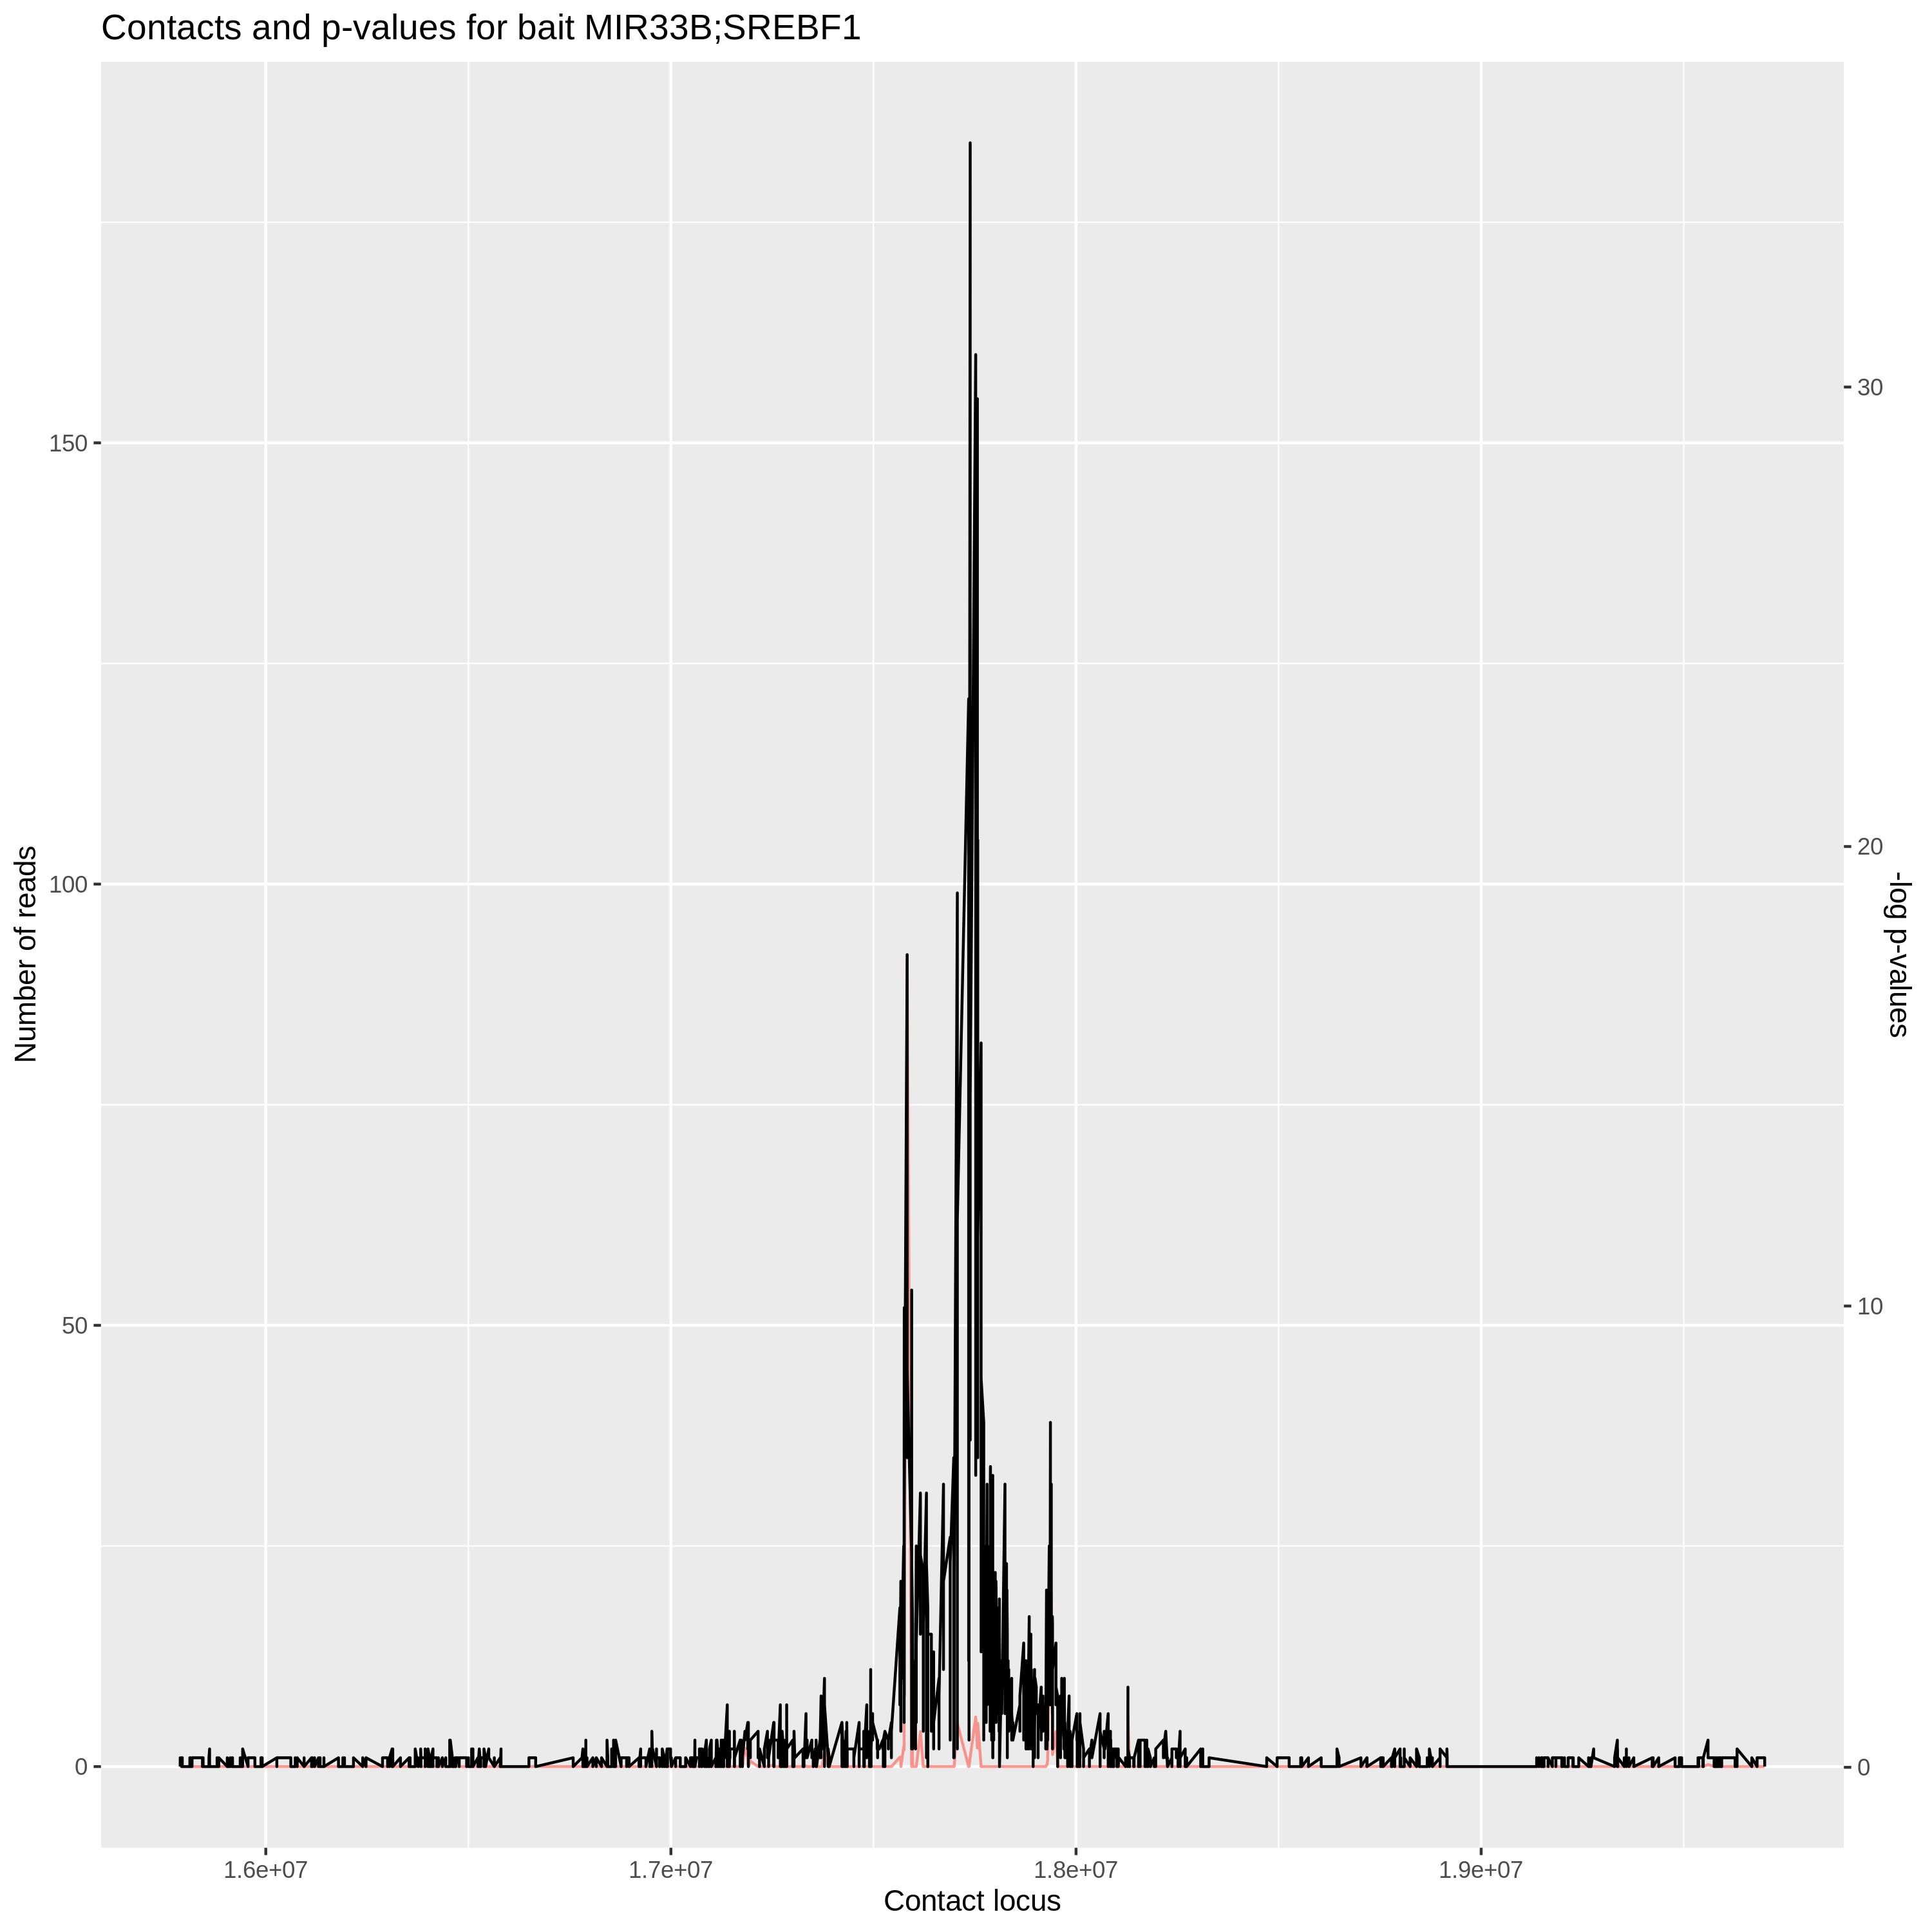 Contacts and p-values for bait MIR33B;SREBF1
Number of reads
150
100
50
0
30
20
10
0
-log p-values
1.6e+07
1.7e+07
1.8e+07
1.9e+07
Contact locus